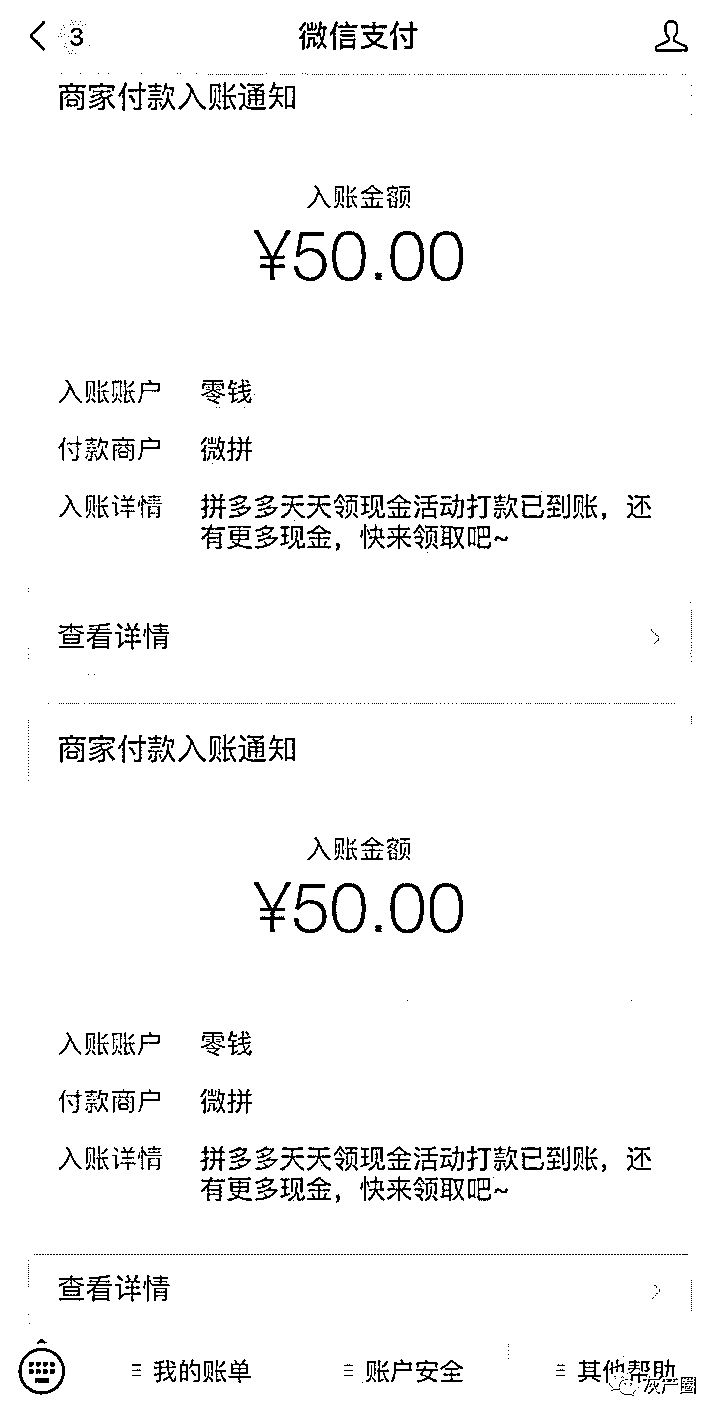 3 微信支付
商家付款入账通知
入账金额
¥50.00
入账账户 零钱
付款商户 微拼
入账详情 拼多多天天领现金活动打款已到账，还
有更多现金，快来领取吧~
查看详情
商家付款入账通知
入账金额
¥50.00
入账账户 零钱
付款商户 微拼
入账详情 拼多多天天领现金活动打款已到账，还
有更多现金，快来领取吧~
查看详情
我的账单 账户安全 其他帮助
灰产圈